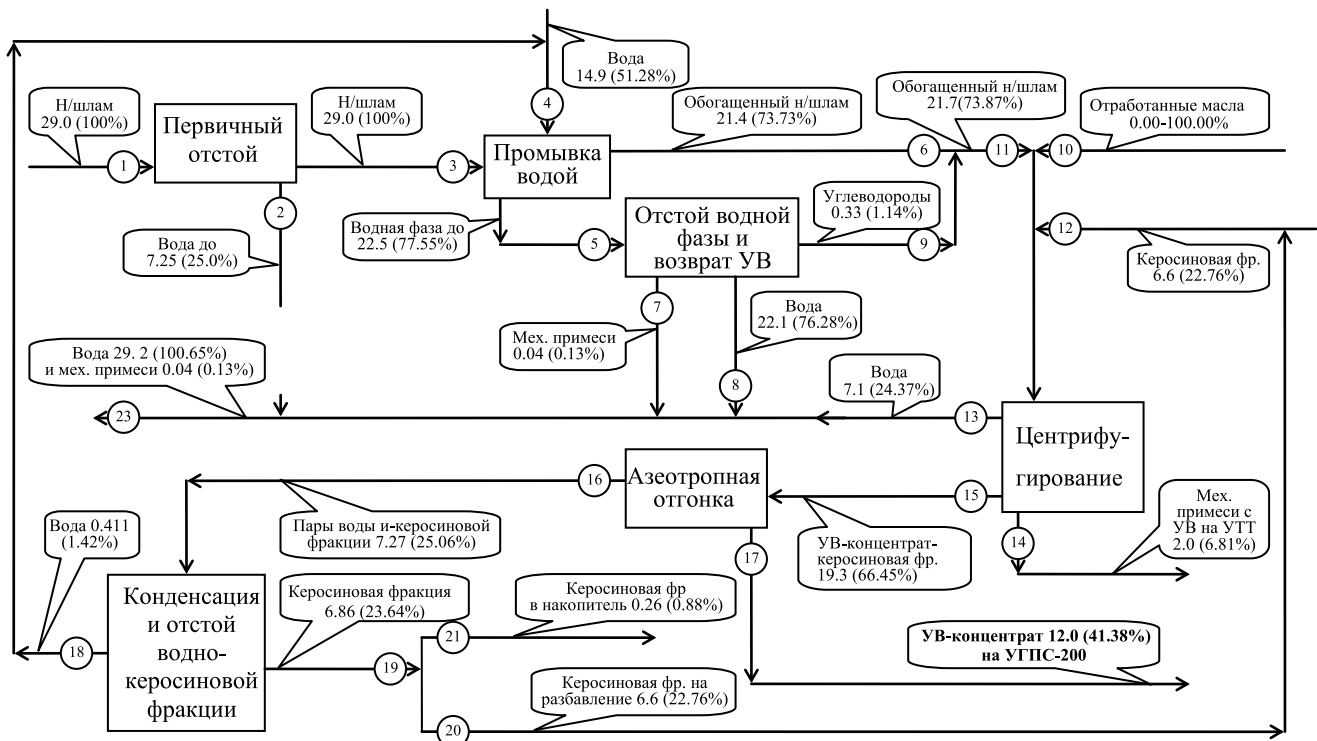 Вода
14.9 (51.28%)
4
Н/шлам
29.0 (100%)
1
Первичный
отстой
Н/шлам
29.0 (100%)
3
Промывка
водой
Обогащенный н/шлам
21.4 (73.73%)
6
Обогащенный н/шлам
21.7(73.87%)
11
Отработанные масла
0.00-100.00%
10
2
Вода до
7.25 (25.0%)
Водная фаза до
22.5 (77.55%)
5
Отстой водной
фазы и
возврат УВ
Углеводороды
0.33 (1.14%)
9
12
Керосиновая фр.
6.6 (22.76%)
7
Мех. примеси
0.04 (0.13%)
Вода
22.1 (76.28%)
8
Вода 29. 2 (100.65%)
и мех. примеси 0.04 (0.13%)
23
Вода
7.1 (24.37%)
13
Центрифу-
гирование
16
Азеотропная
отгонка
15
Вода 0.411
(1.42%)
Пары воды и-керосиновой
фракции 7.27 (25.06%)
17
УВ-концентрат-
керосиновая фр.
19.3 (66.45%)
14
Мех.
примеси с
УВ на УТТ
2.0 (6.81%)
Конденсация
и отстой
водно-
керосиновой
фракции
18
Керосиновая фракция
6.86 (23.64%)
19
21
Керосиновая фр
в накопитель 0.26 (0.88%)
УВ-концентрат 12.0 (41.38%)
на УГПС-200
Керосиновая фр. на
разбавление 6.6 (22.76%)
20